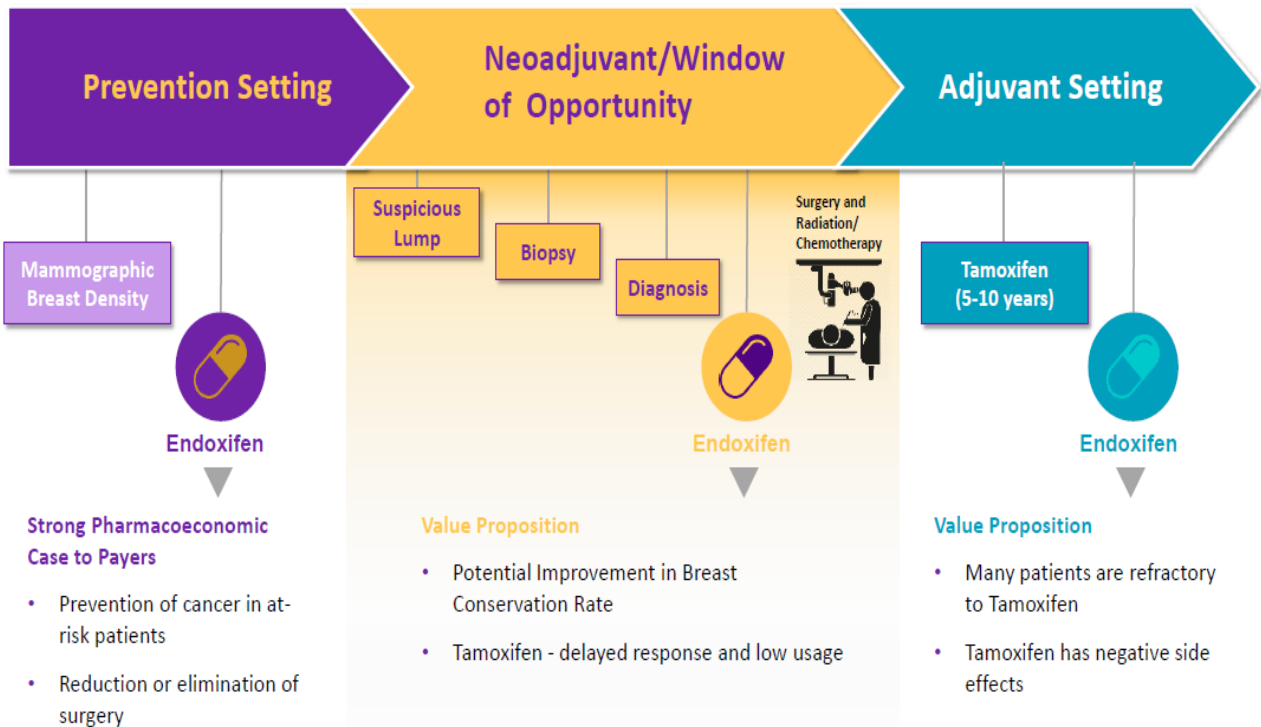 Prevention Setting
Neoadjuvant/Window
of Opportunity
Adjuvant Setting
Mammographic
Breast Density
Suspicious
Lump
Biopsy
Diagnosis
Surgery and
Radiation/
Chemotherapy
Tamoxifen
(5-10 years)
Endoxifen
Endoxifen
Endoxifen
Strong Pharmacoeconomic
Case to Payers
• Prevention of cancer in at-
risk patients
• Reduction or elimination of
surgery
Value Proposition
• Potential Improvement in Breast
Conservation Rate
• Tamoxifen - delayed response and low usage
Value Proposition
• Many patients are refractory
to Tamoxifen
• Tamoxifen has negative side
effects